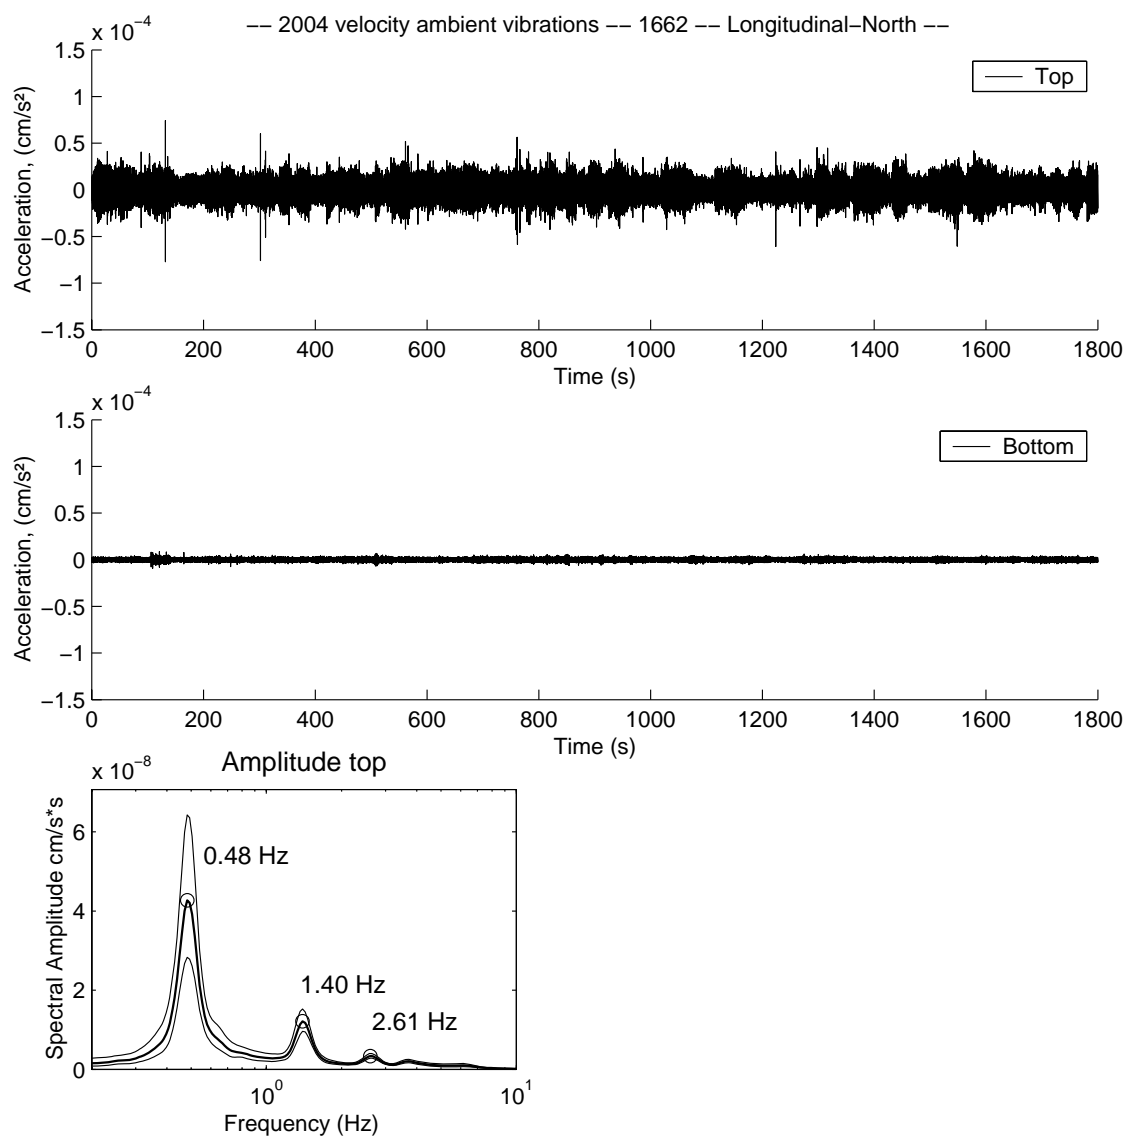 −− 2004 velocity ambient vibrations −− 1662 −− Longitudinal−North −−
x 10−4
1.5
1
0.5
0
−0.5
−1
−1.5
Acceleration, (cm/s²)
Top
0 200 400 600 800 1000 1200 1400 1600 1800
Time (s)
x 10−4
1.5
1
0.5
0
−0.5
−1
−1.5
Acceleration, (cm/s²)
Bottom
0 200 400 600 800 1000 1200 1400 1600 1800
Time (s)
Amplitude top
x 10−8
6
4
2
0
Spectral Amplitude cm/s*s
0.48 Hz
1.40 Hz
2.61 Hz
100 101
Frequency (Hz)